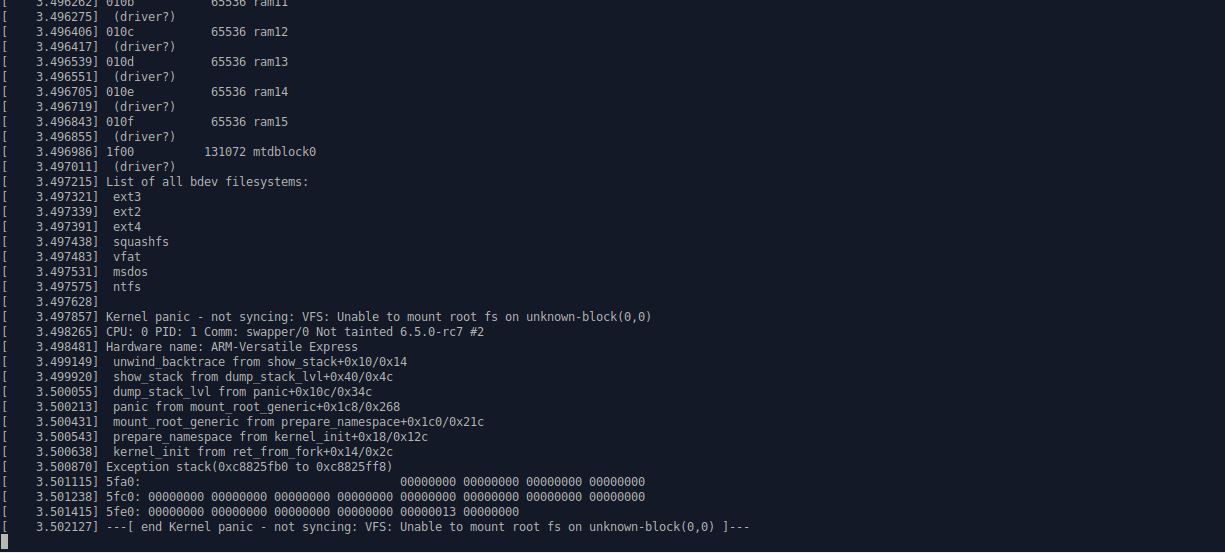 [    3.496262] 010b           65536 ram11
[    3.496275]  (driver?)
[    3.496406] 010c           65536 ram12
[    3.496417]  (driver?)
[    3.496539] 010d           65536 ram13
[    3.496551]  (driver?)
[    3.496705] 010e           65536 ram14
[    3.496719]  (driver?)
[    3.496843] 010f           65536 ram15
[    3.496855]  (driver?)
[    3.496986] 1f00          131072 mtdblock0
[    3.497011]  (driver?)
[    3.497215] List of all bdev filesystems:
[    3.497321]  ext3
[    3.497339]  ext2
[    3.497391]  ext4
[    3.497438]  squashfs
[    3.497483]  vfat
[    3.497531]  msdos
[    3.497575]  ntfs
[    3.497628]
[    3.497857] Kernel panic - not syncing: VFS: Unable to mount root fs on unknown-block(0,0)
[    3.498265] CPU: 0 PID: 1 Comm: swapper/0 Not tainted 6.5.0-rc7 #2
[    3.498481] Hardware name: ARM-Versatile Express
[    3.499149]  unwind_backtrace from show_stack+0x10/0x14
[    3.499920]  show_stack from dump_stack_lvl+0x40/0x4c
[    3.500055]  dump_stack_lvl from panic+0x10c/0x34c
[    3.500213]  panic from mount_root_generic+0x1c8/0x268
[    3.500431]  mount_root_generic from prepare_namespace+0x1c0/0x21c
[    3.500543]  prepare_namespace from kernel_init+0x18/0x12c
[    3.500638]  kernel_init from ret_from_fork+0x14/0x2c
[    3.500870] Exception stack(0xc8825fb0 to 0xc8825ff8)
[    3.501115] 5fa0:                                     00000000 00000000 00000000 00000000
[    3.501238] 5fc0: 00000000 00000000 00000000 00000000 00000000 00000000 00000000 00000000
[    3.501415] 5fe0: 00000000 00000000 00000000 00000000 00000013 00000000
[    3.502127] ---[ end Kernel panic - not syncing: VFS: Unable to mount root fs on unknown-block(0,0) ]---